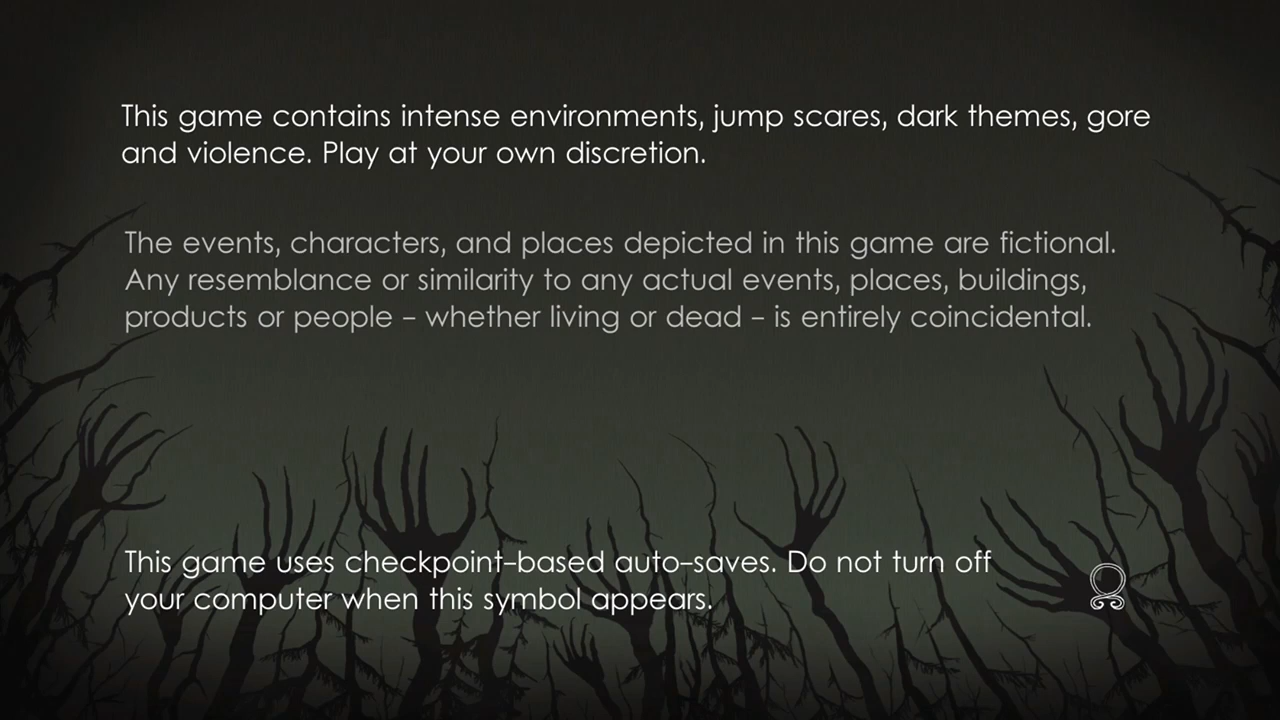 This game contains intense environments, jump scares, dark themes, gore
and violence. Play at your own discretion.
The events, characters, and places depicted in this game are fictional.
Any resemblance or similarity to any actual events, places, buildings,
products or people - whether living or dead - is entirely coincidental.
This game uses checkpoint-based auto-saves. Do not turn off
your computer when this symbol appears.